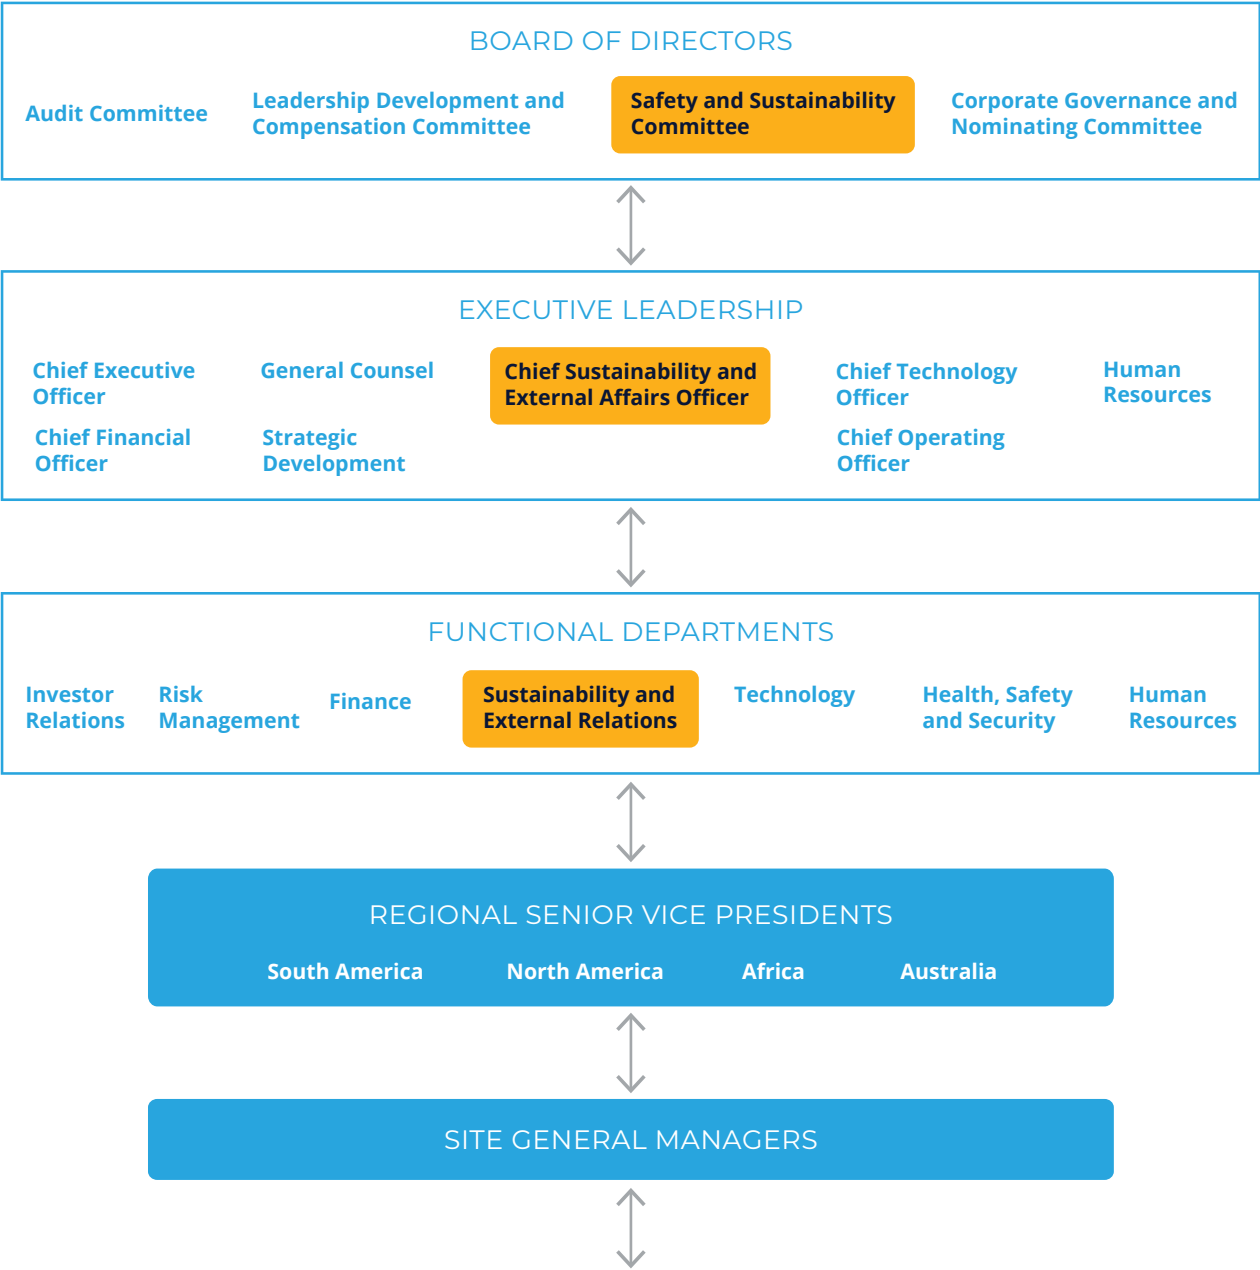 BOARD OF DIRECTORS
Audit Committee
Leadership Development and
Compensation Committee
Safety and Sustainability
Committee
Corporate Governance and
Nominating Committee
EXECUTIVE LEADERSHIP
Chief Executive
Officer
General Counsel
Chief Sustainability and
External Affairs Officer
Chief Technology
Officer
Human
Resources
Chief Financial
Officer
Strategic
Development
Chief Operating
Officer
FUNCTIONAL DEPARTMENTS
Investor
Relations
Risk
Management
Finance
Sustainability and
External Relations
Technology
Health, Safety
and Security
Human
Resources
REGIONAL SENIOR VICE PRESIDENTS
South America
North America
Africa
Australia
SITE GENERAL MANAGERS